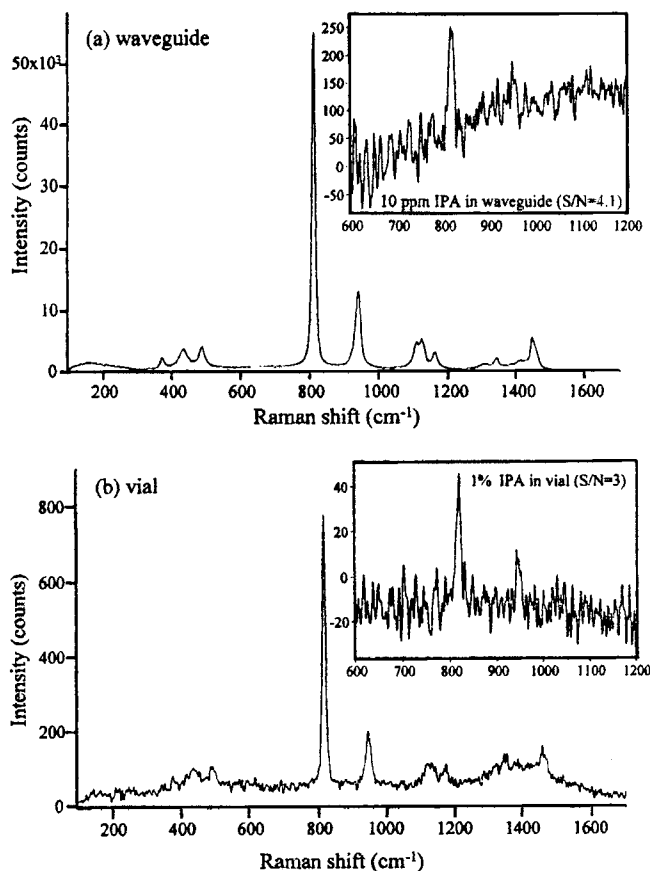 (a) waveguide
50x10³
40
30
20
10
0
Intensity (counts)
200 400 600 800 1000 1200 1400
Raman shift (cm⁻¹)
250
200
150
100
50
0
-50
10 ppm IPA in waveguide (S/N=4.1)
600 700 800 900 1000 1100 1200
(b) vial
800
600
400
200
0
Intensity (counts)
200 400 600 800 1000 1200 1400 1600
Raman shift (cm⁻¹)
1% IPA in vial (S/N=3)
40
20
0
-20
600 700 800 900 1000 1100 1200